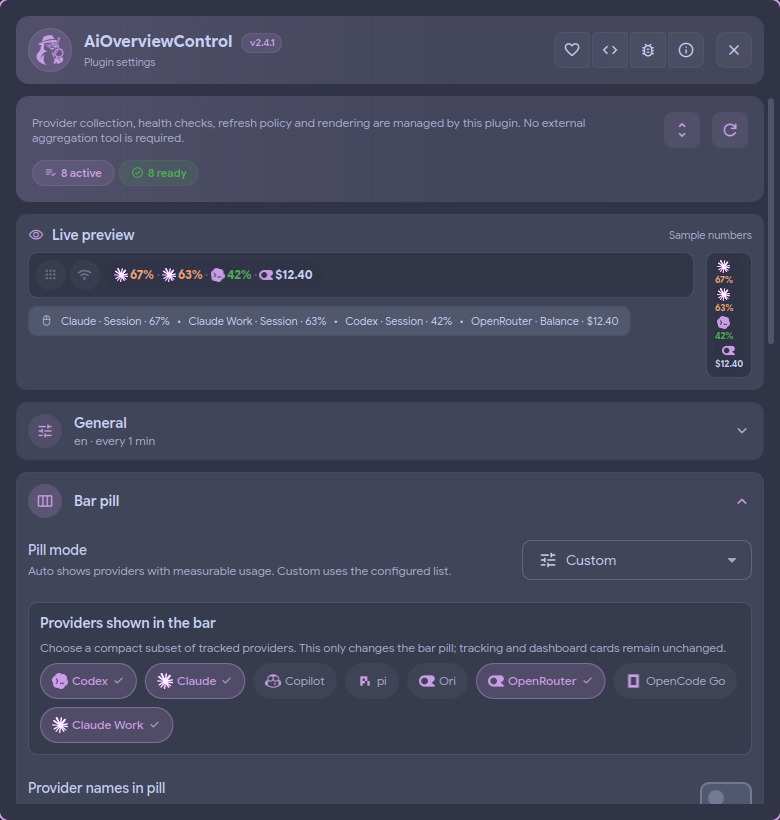 AiOverviewControl v2.4.1
Plugin settings
Provider collection, health checks, refresh policy and rendering are managed by this plugin. No external
aggregation tool is required.
8 active 8 ready
Live preview Sample numbers
67% · 63% · 42% · $12.40
Claude · Session · 67% • Claude Work · Session · 63% • Codex · Session · 42% • OpenRouter · Balance · $12.40
67%
63%
42%
$12.40
General
en · every 1 min
Bar pill
Pill mode
Auto shows providers with measurable usage. Custom uses the configured list.
Custom
Providers shown in the bar
Choose a compact subset of tracked providers. This only changes the bar pill; tracking and dashboard cards remain unchanged.
Codex Claude Copilot pi Ori OpenRouter OpenCode Go
Claude Work
Provider names in pill